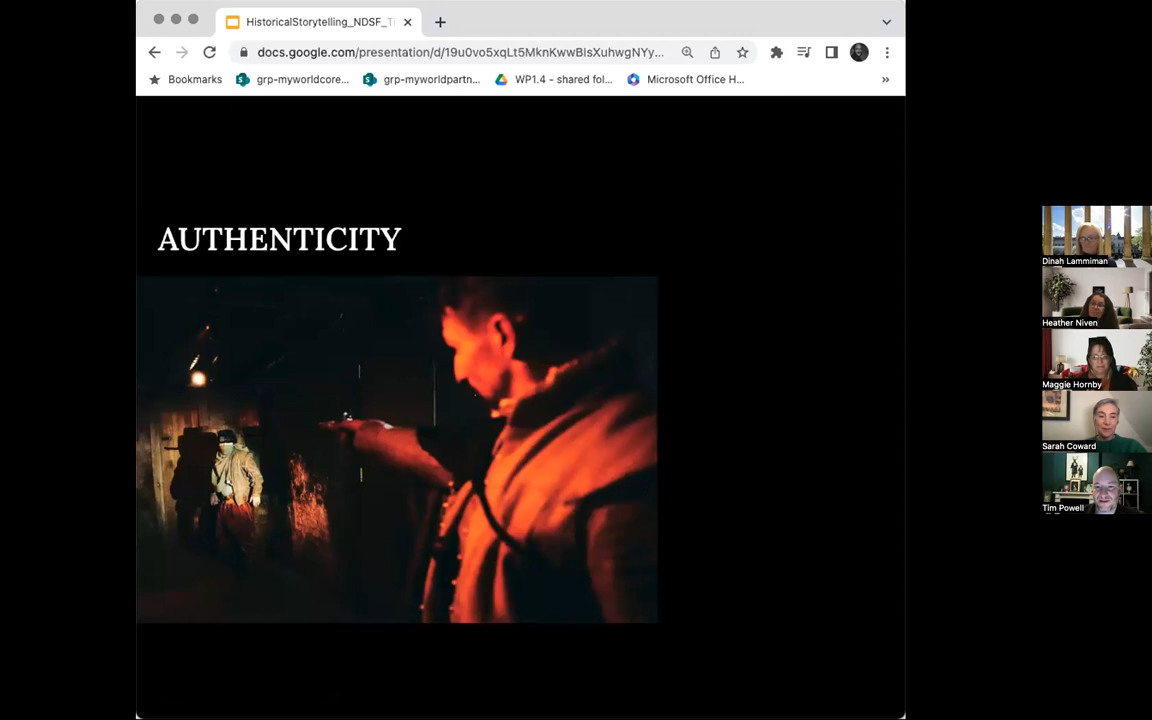 HistoricalStorytelling_NDSF_T
docs.google.com/presentation/d/19u0vo5xqLt5MknKwwBlsXuhwgNYy...
Bookmarks
grp-myworldcore...
grp-myworldpartn...
WP1.4 - shared fol...
Microsoft Office H...
»
AUTHENTICITY
Dinah Lammiman
Heather Niven
Maggie Hornby
Sarah Coward
Tim Powell